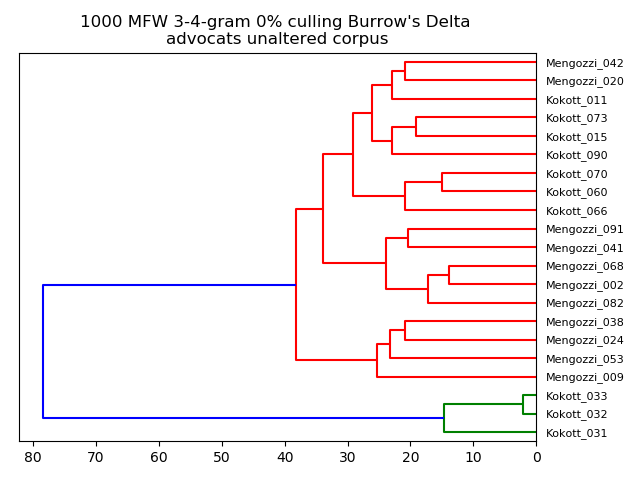 1000 MFW 3-4-gram 0% culling Burrow's Delta
advocats unaltered corpus
Mengozzi_042
Mengozzi_020
Kokott_011
Kokott_073
Kokott_015
Kokott_090
Kokott_070
Kokott_060
Kokott_066
Mengozzi_091
Mengozzi_041
Mengozzi_068
Mengozzi_002
Mengozzi_082
Mengozzi_038
Mengozzi_024
Mengozzi_053
Mengozzi_009
Kokott_033
Kokott_032
Kokott_031
80 70 60 50 40 30 20 10 0